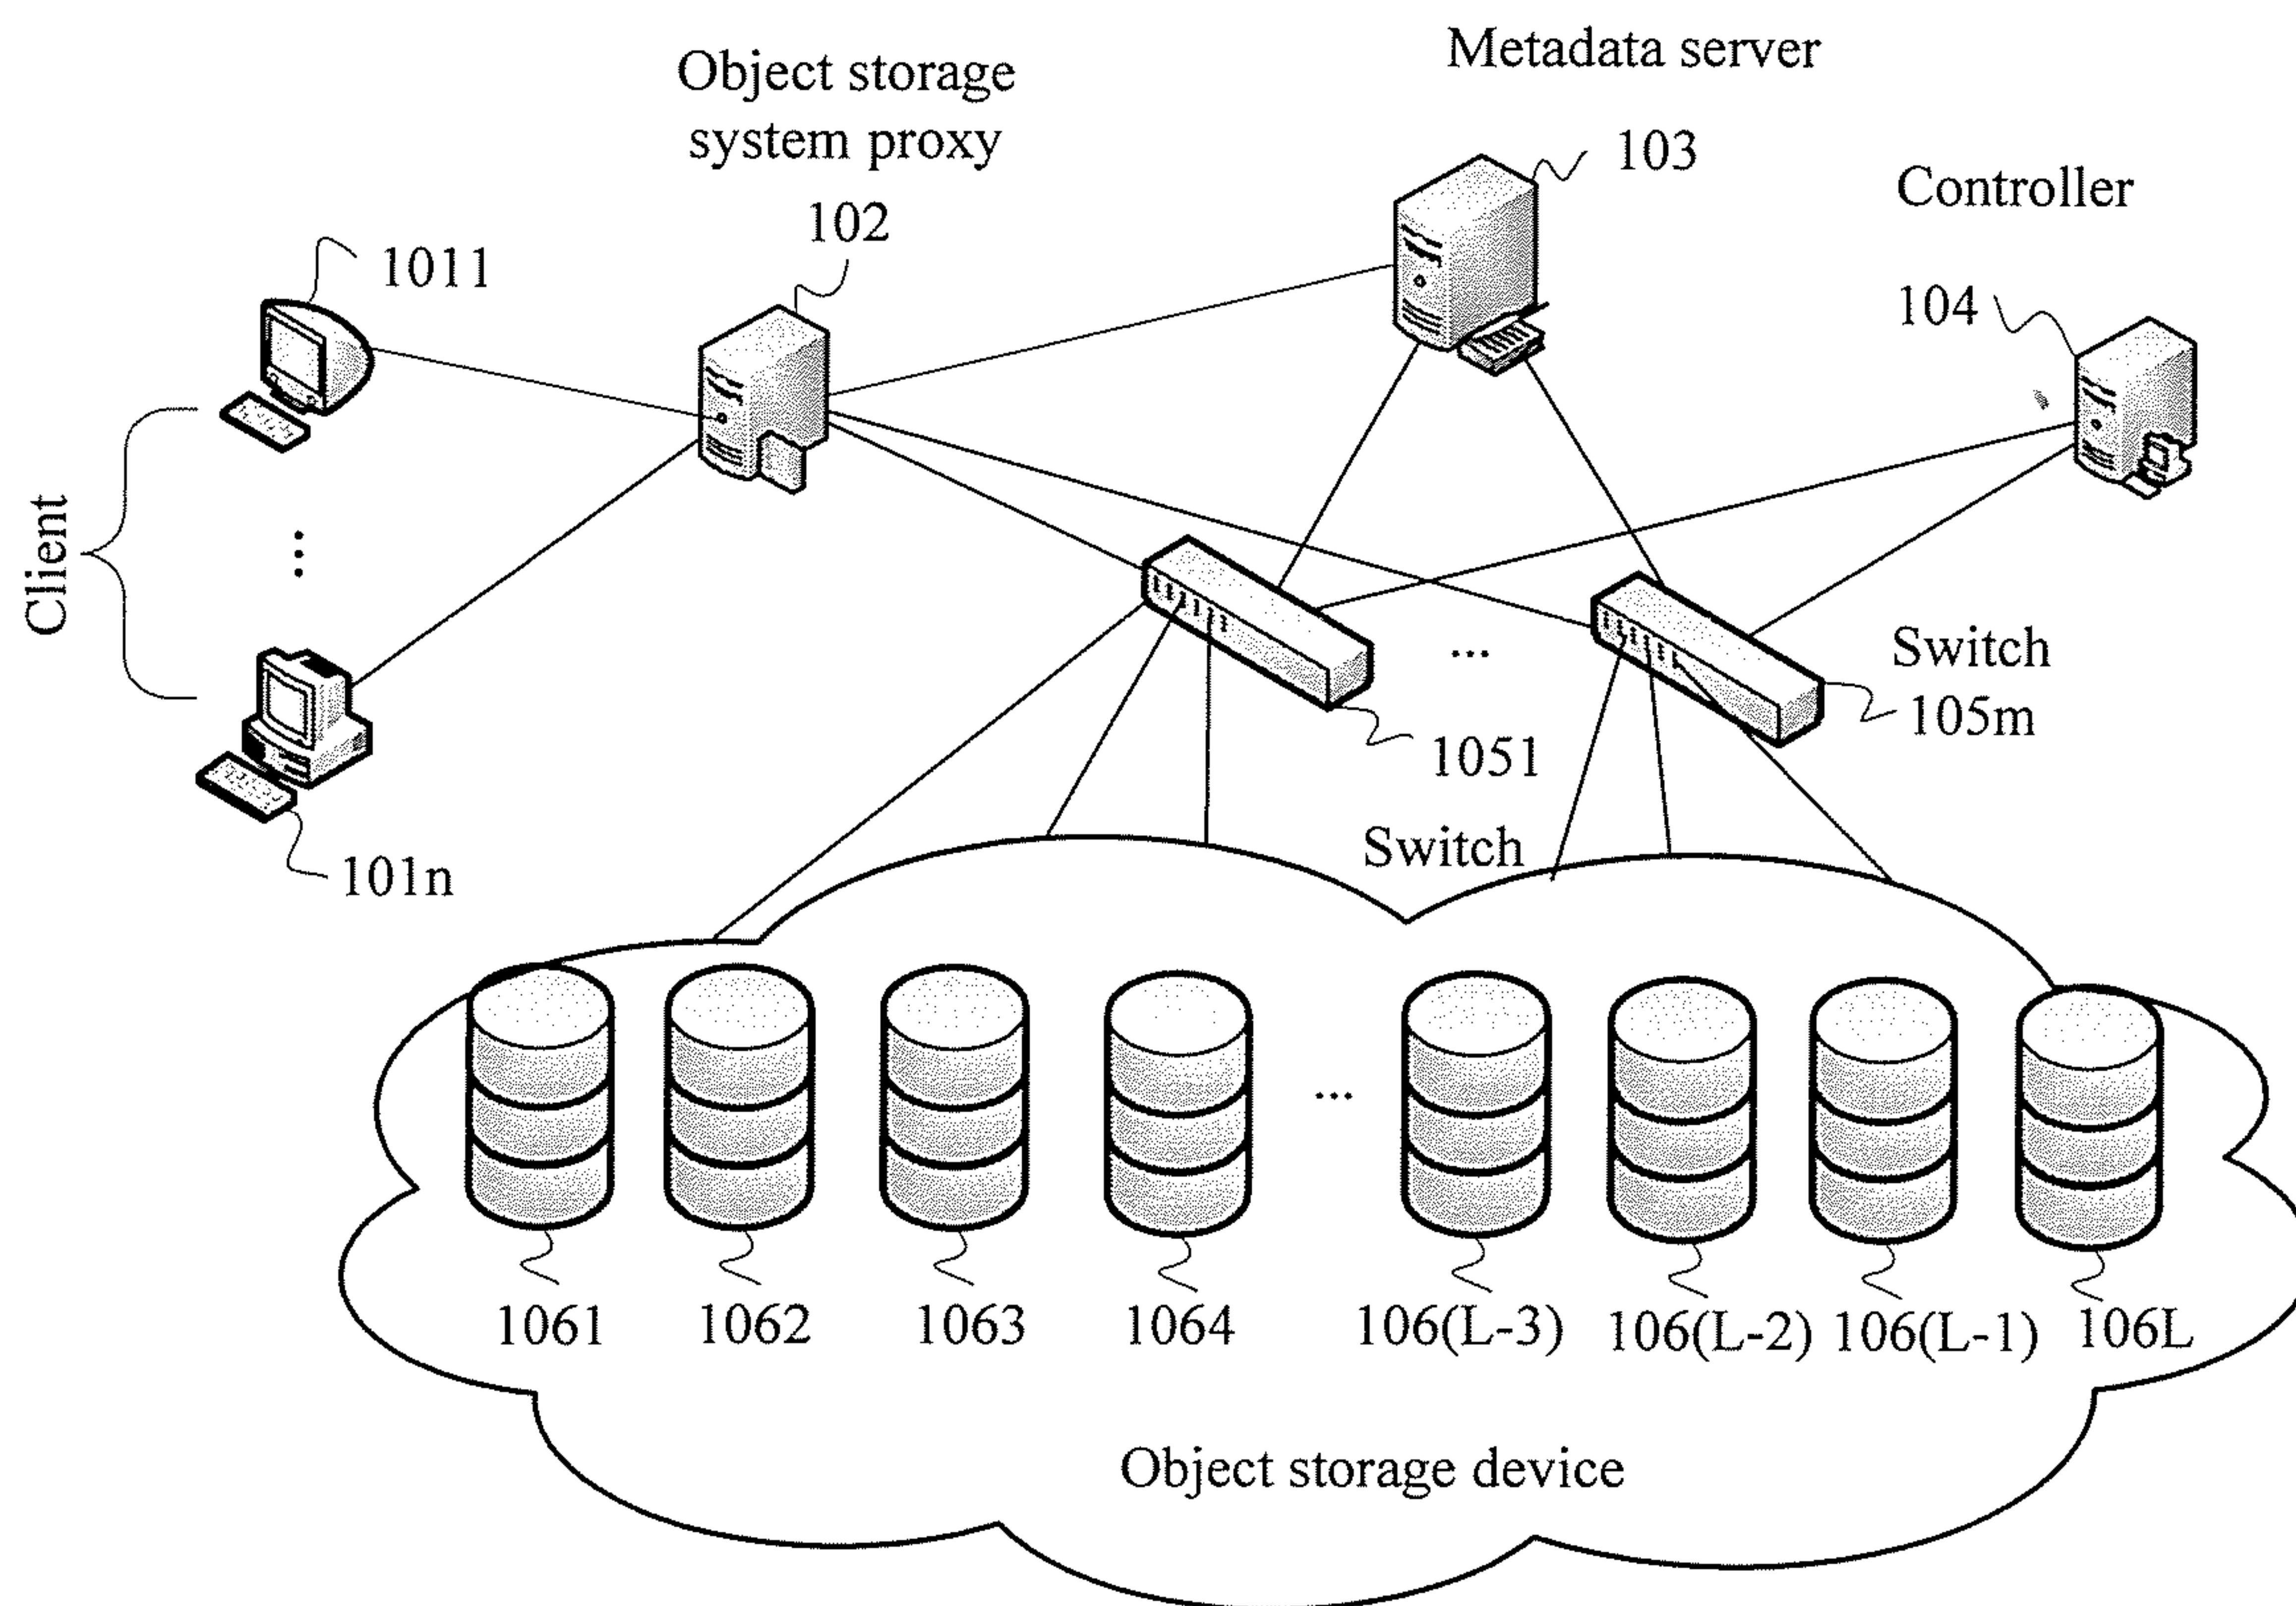 Metadata server
Object storage
system proxy
103
Controller
102
1011
104
Client
...
Switch
...
105m
1051
Switch
101n
...
1061
1062
1063
1064
106(L-3)
106(L-2)
106(L-1)
106L
Object storage device